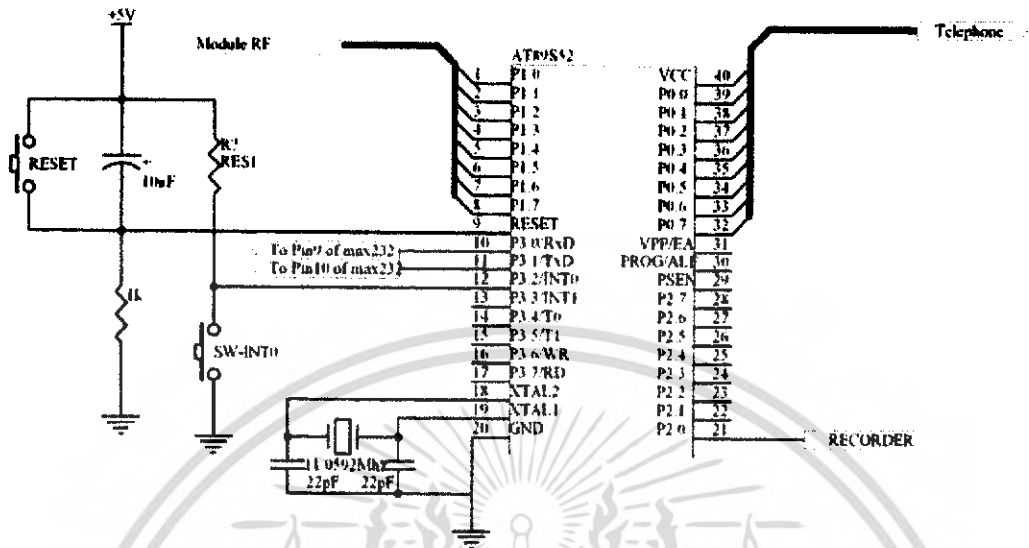 +5V
Module RF
Telephone
AT89S52
RESET
10uF
R?
RES1
1k
SW-INT0
To Pin9 of max232
To Pin10 of max232
11.0592Mhz
22pF 22pF
1 P1.0
2 P1.1
3 P1.2
4 P1.3
5 P1.4
6 P1.5
7 P1.6
8 P1.7
9 RESET
10 P3.0/RxD
11 P3.1/TxD
12 P3.2/INT0
13 P3.3/INT1
14 P3.4/T0
15 P3.5/T1
16 P3.6/WR
17 P3.7/RD
18 XTAL2
19 XTAL1
20 GND
VCC 40
P0.0 39
P0.1 38
P0.2 37
P0.3 36
P0.4 35
P0.5 34
P0.6 33
P0.7 32
VPP/EA 31
PROG/ALE 30
PSEN 29
P2.7 28
P2.6 27
P2.5 26
P2.4 25
P2.3 24
P2.2 23
P2.1 22
P2.0 21
RECORDER